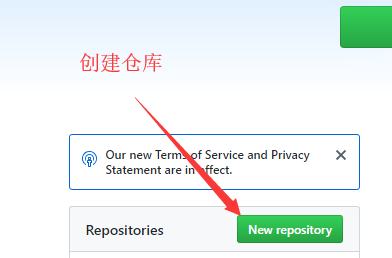 创建仓库
Our new Terms of Service and Privacy
Statement are in effect.
Repositories
New repository